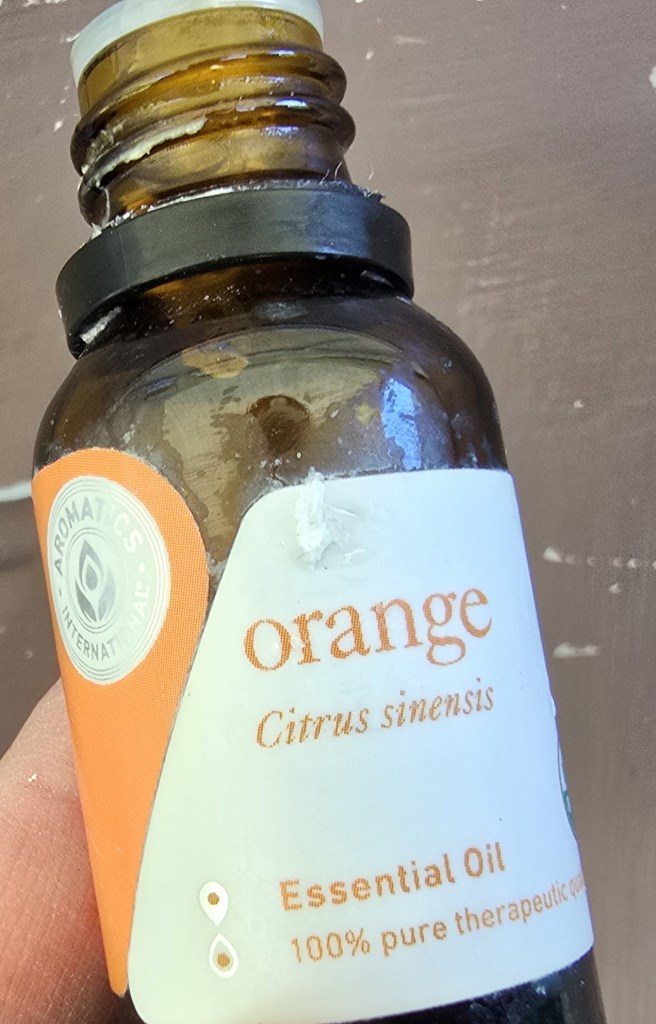 AROMATICS
INTERNATIONAL
orange
Citrus sinensis
Essential Oil
100% pure therapeutic